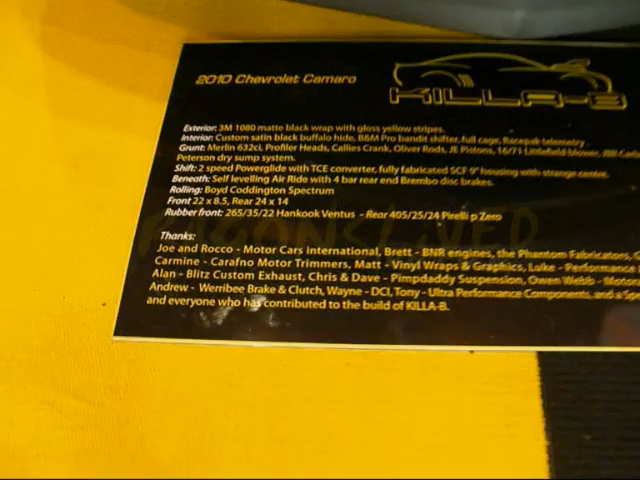 2010 Chevrolet Camaro
KILLA-B
Exterior: 3M 1080 matte black wrap with gloss yellow stripes.
Interior: Custom satin black buffalo hide, B&M Pro bandit shifter, full cage, Racepak telemetry
Grunt: Merlin 632ci, Profiler Heads, Callies Crank, Oliver Rods, JE Pistons, 16/71 Littlefield blower,
Peterson dry sump system.
Shift: 2 speed Powerglide with TCE converter, fully fabricated SCF 9" housing with strange center.
Beneath: Self levelling Air Ride with 4 bar rear end Brembo disc brakes.
Rolling: Boyd Coddington Spectrum
Front 22 x 8.5, Rear 24 x 14
Rubber front: 265/35/22 Hankook Ventus - Rear 405/25/24 Pirelli p Zero
Thanks:
Joe and Rocco - Motor Cars International, Brett - BNR engines, the Phantom Fabricators,
Carmine - Carafno Motor Trimmers, Matt - Vinyl Wraps & Graphics, Luke - Performance
Alan - Blitz Custom Exhaust, Chris & Dave - Pimpdaddy Suspension, Owen Webb - Motor
Andrew - Werribee Brake & Clutch, Wayne - DCI, Tony - Ultra Performance Components, and a
and everyone who has contributed to the build of KILLA-B.